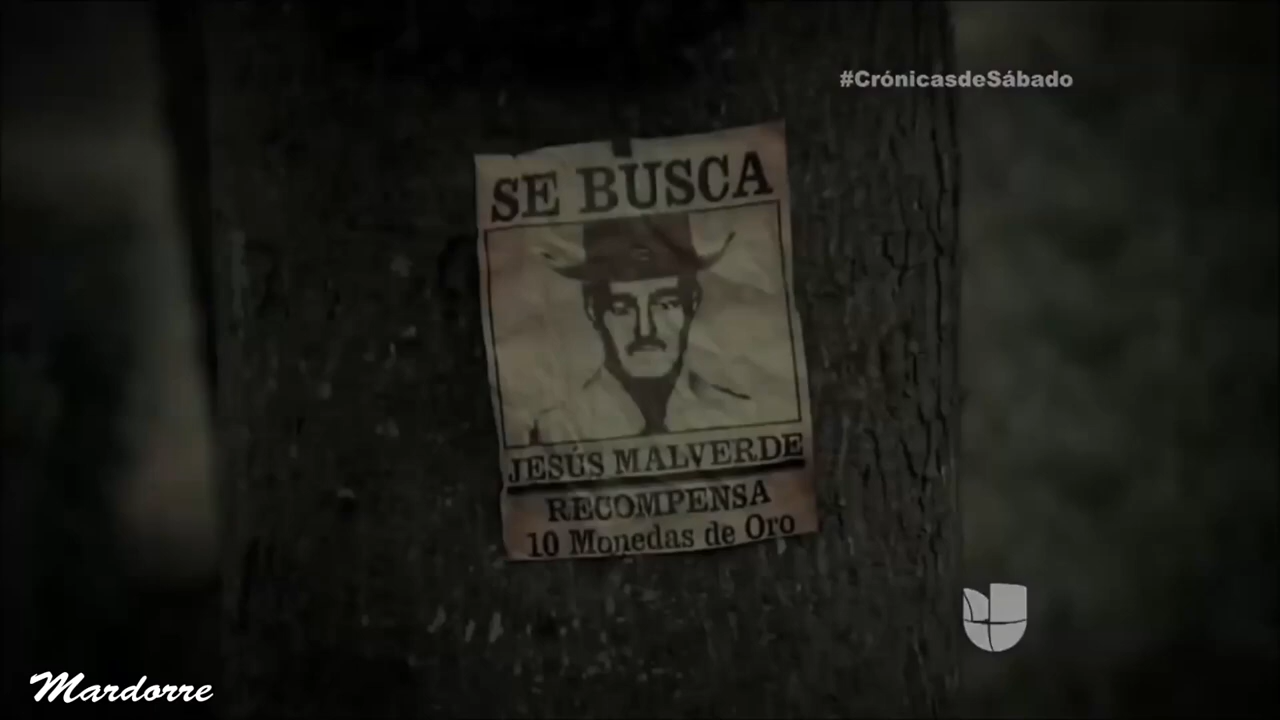 #CrónicasdeSábado
SE BUSCA
JESÚS MALVERDE
RECOMPENSA
10 Monedas de Oro
Mardorre